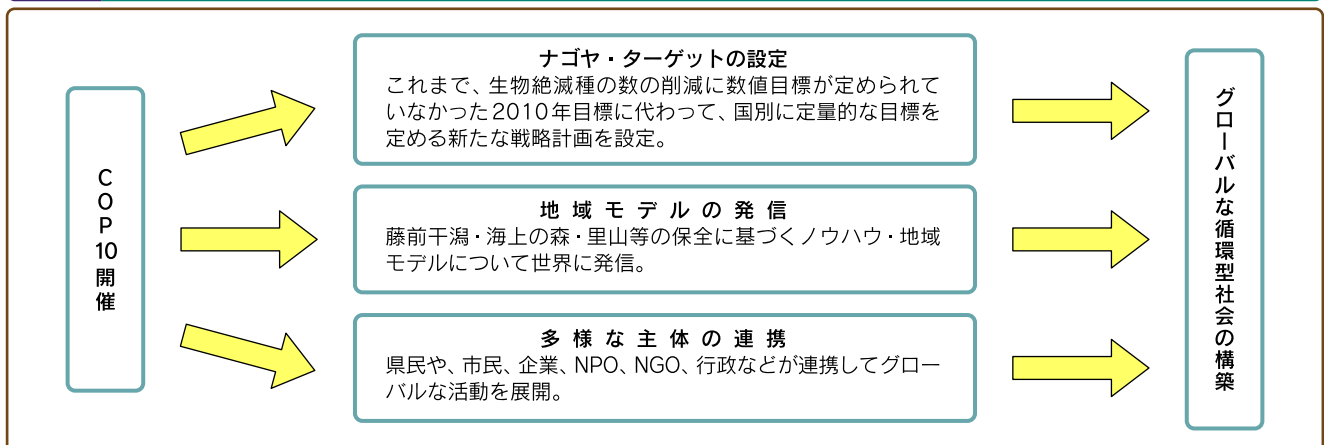 COP10開催
ナゴヤ・ターゲットの設定
これまで、生物絶滅種の数の削減に数値目標が定められて
いなかった2010年目標に代わって、国別に定量的な目標を
定める新たな戦略計画を設定。
地域モデルの発信
藤前干潟・海上の森・里山等の保全に基づくノウハウ・地域
モデルについて世界に発信。
多様な主体の連携
県民や、市民、企業、NPO、NGO、行政などが連携してグロー
バルな活動を展開。
グローバルな循環型社会の構築